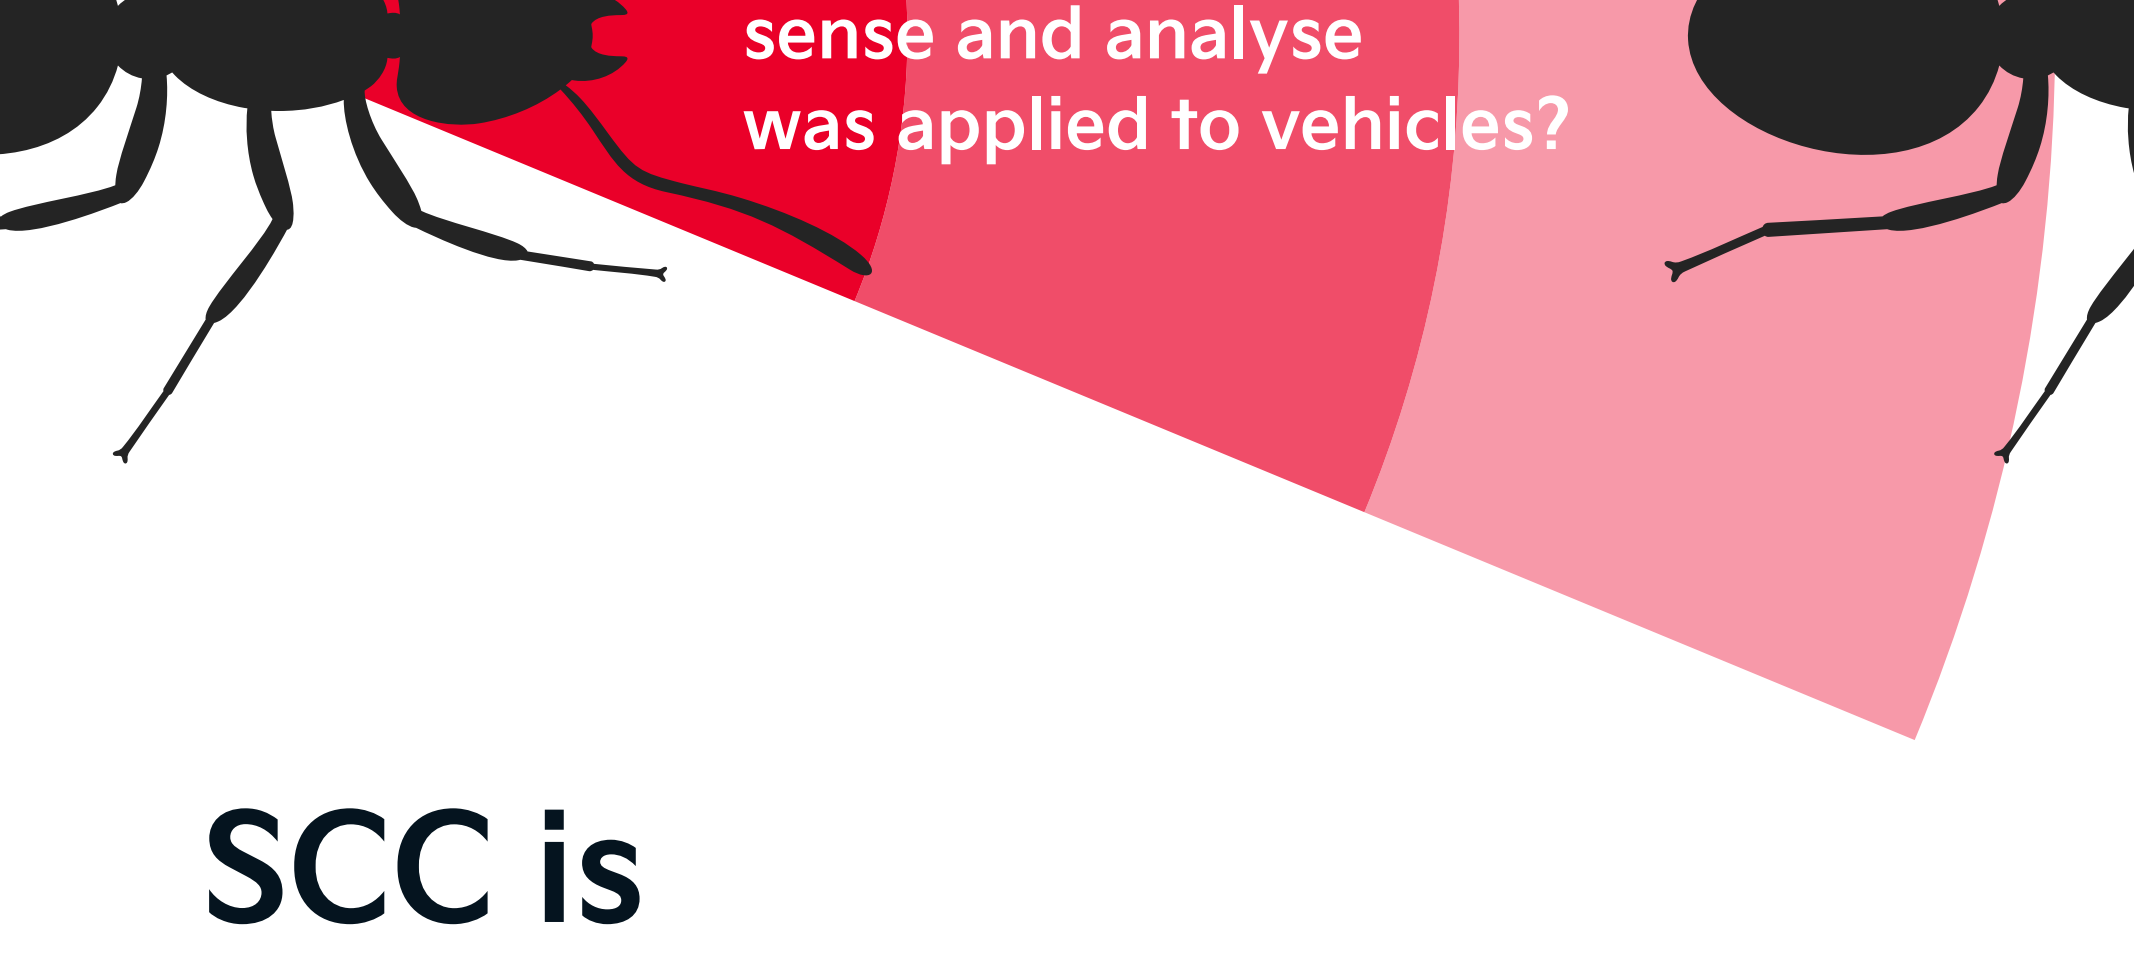 sense and analyse
was applied to vehicles?
SCC is